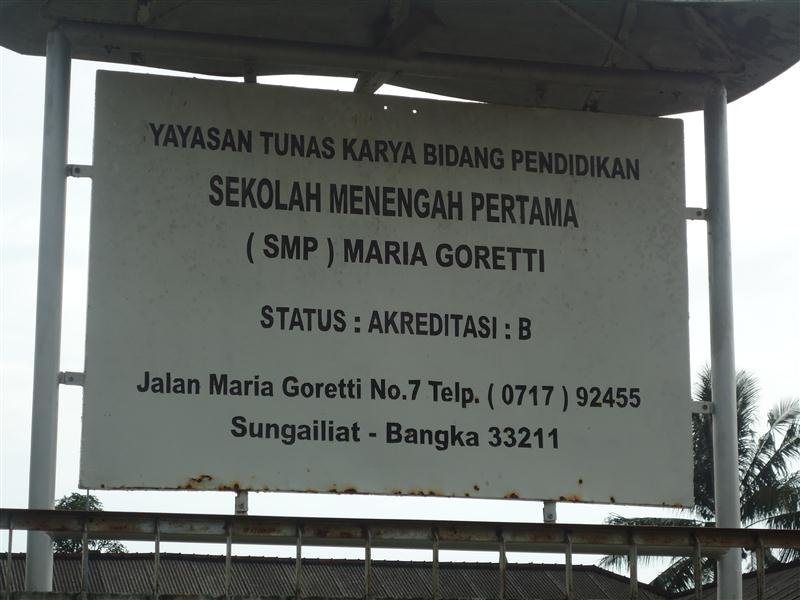 YAYASAN TUNAS KARYA BIDANG PENDIDIKAN
SEKOLAH MENENGAH PERTAMA
( SMP ) MARIA GORETTI
STATUS : AKREDITASI : B
Jalan Maria Goretti No.7 Telp. ( 0717 ) 92455
Sungailiat - Bangka 33211